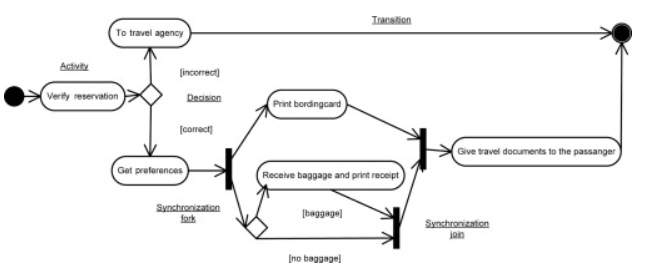 Transition
To travel agency
Activity
[incorrect]
Verify reservation
Decision
Print bordingcard
[correct]
Give travel documents to the passanger
Get preferences
Receive baggage and print receipt
Synchronization
fork
[baggage]
Synchronization
join
[no baggage]